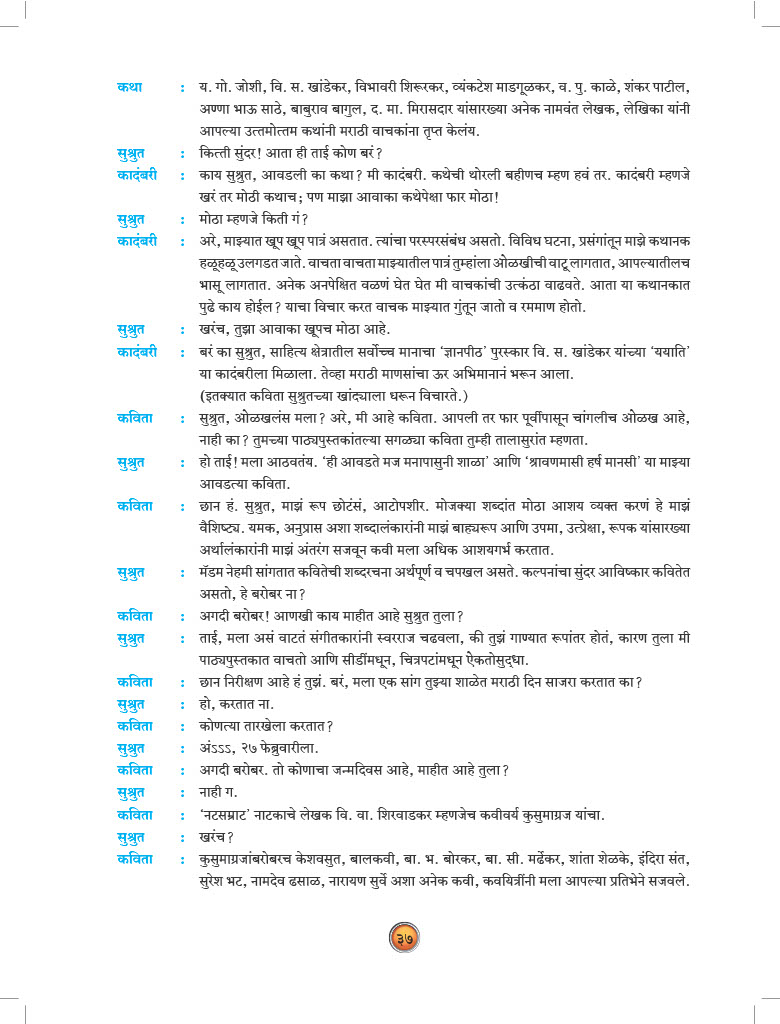 कथा : य. गो. जोशी, वि. स. खांडेकर, विभावरी शिरूरकर, व्यंकटेश माडगूळकर, व. पु. काळे, शंकर पाटील,
अण्णा भाऊ साठे, बाबुराव बागुल, द. मा. मिरासदार यांसारख्या अनेक नामवंत लेखक, लेखिका यांनी
आपल्या उत्तमोत्तम कथांनी मराठी वाचकांना तृप्त केलंय.
सुश्रुत : कित्ती सुंदर! आता ही ताई कोण बरं?
कादंबरी : काय सुश्रुत, आवडली का कथा? मी कादंबरी. कथेची थोरली बहीणच म्हण हवं तर. कादंबरी म्हणजे
खरं तर मोठी कथाच; पण माझा आवाका कथेपेक्षा फार मोठा!
सुश्रुत : मोठा म्हणजे किती गं?
कादंबरी : अरे, माझ्यात खूप खूप पात्रं असतात. त्यांचा परस्परसंबंध असतो. विविध घटना, प्रसंगांतून माझे कथानक
हळूहळू उलगडत जाते. वाचता वाचता माझ्यातील पात्रं तुम्हांला ओळखीची वाटू लागतात, आपल्यातीलच
भासू लागतात. अनेक अनपेक्षित वळणं घेत घेत मी वाचकांची उत्कंठा वाढवते. आता या कथानकात
पुढे काय होईल? याचा विचार करत वाचक माझ्यात गुंतून जातो व रममाण होतो.
सुश्रुत : खरंच, तुझा आवाका खूपच मोठा आहे.
कादंबरी : बरं का सुश्रुत, साहित्य क्षेत्रातील सर्वोच्च मानाचा ‘ज्ञानपीठ’ पुरस्कार वि. स. खांडेकर यांच्या ‘ययाति’
या कादंबरीला मिळाला. तेव्हा मराठी माणसांचा ऊर अभिमानानं भरून आला.
(इतक्यात कविता सुश्रुतच्या खांद्याला धरून विचारते.)
कविता : सुश्रुत, ओळखलंस मला? अरे, मी आहे कविता. आपली तर फार पूर्वीपासून चांगलीच ओळख आहे,
नाही का? तुमच्या पाठ्यपुस्तकांतल्या सगळ्या कविता तुम्ही तालासुरांत म्हणता.
सुश्रुत : हो ताई! मला आठवतंय. ‘ही आवडते मज मनापासुनी शाळा’ आणि ‘श्रावणमासी हर्ष मानसी’ या माझ्या
आवडत्या कविता.
कविता : छान हं. सुश्रुत, माझं रूप छोटंसं, आटोपशीर. मोजक्या शब्दांत मोठा आशय व्यक्त करणं हे माझं
वैशिष्ट्य. यमक, अनुप्रास अशा शब्दालंकारांनी माझं बाह्यरूप आणि उपमा, उत्प्रेक्षा, रूपक यांसारख्या
अर्थालंकारांनी माझं अंतरंग सजवून कवी मला अधिक आशयगर्भ करतात.
सुश्रुत : मॅडम नेहमी सांगतात कवितेची शब्दरचना अर्थपूर्ण व चपखल असते. कल्पनांचा सुंदर आविष्कार कवितेत
असतो, हे बरोबर ना?
कविता : अगदी बरोबर! आणखी काय माहीत आहे सुश्रुत तुला?
सुश्रुत : ताई, मला असं वाटतं संगीतकारांनी स्वरराज चढवला, की तुझं गाण्यात रूपांतर होतं, कारण तुला मी
पाठ्यपुस्तकात वाचतो आणि सीडींमधून, चित्रपटांमधून ऐकतोसुद्धा.
कविता : छान निरीक्षण आहे हं तुझं. बरं, मला एक सांग तुझ्या शाळेत मराठी दिन साजरा करतात का?
सुश्रुत : हो, करतात ना.
कविता : कोणत्या तारखेला करतात?
सुश्रुत : अंऽऽऽ, २७ फेब्रुवारीला.
कविता : अगदी बरोबर. तो कोणाचा जन्मदिवस आहे, माहीत आहे तुला?
सुश्रुत : नाही ग.
कविता : ‘नटसम्राट’ नाटकाचे लेखक वि. वा. शिरवाडकर म्हणजेच कवीवर्य कुसुमाग्रज यांचा.
सुश्रुत : खरंच?
कविता : कुसुमाग्रजांबरोबरच केशवसुत, बालकवी, बा. भ. बोरकर, बा. सी. मर्ढेकर, शांता शेळके, इंदिरा संत,
सुरेश भट, नामदेव ढसाळ, नारायण सुर्वे अशा अनेक कवी, कवयित्रींनी मला आपल्या प्रतिभेने सजवले.
३७